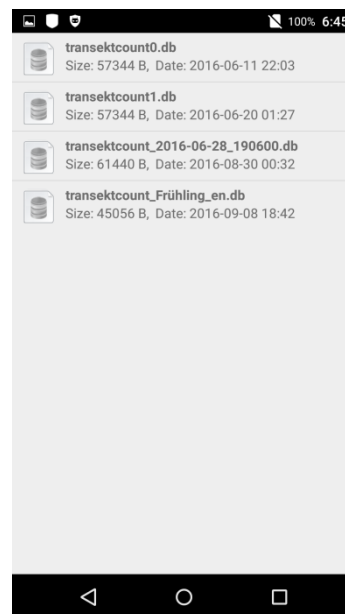 100% 6:45
transektcount0.db
Size: 57344 B, Date: 2016-06-11 22:03
transektcount1.db
Size: 57344 B, Date: 2016-06-20 01:27
transektcount_2016-06-28_190600.db
Size: 61440 B, Date: 2016-08-30 00:32
transektcount_Frühling_en.db
Size: 45056 B, Date: 2016-09-08 18:42